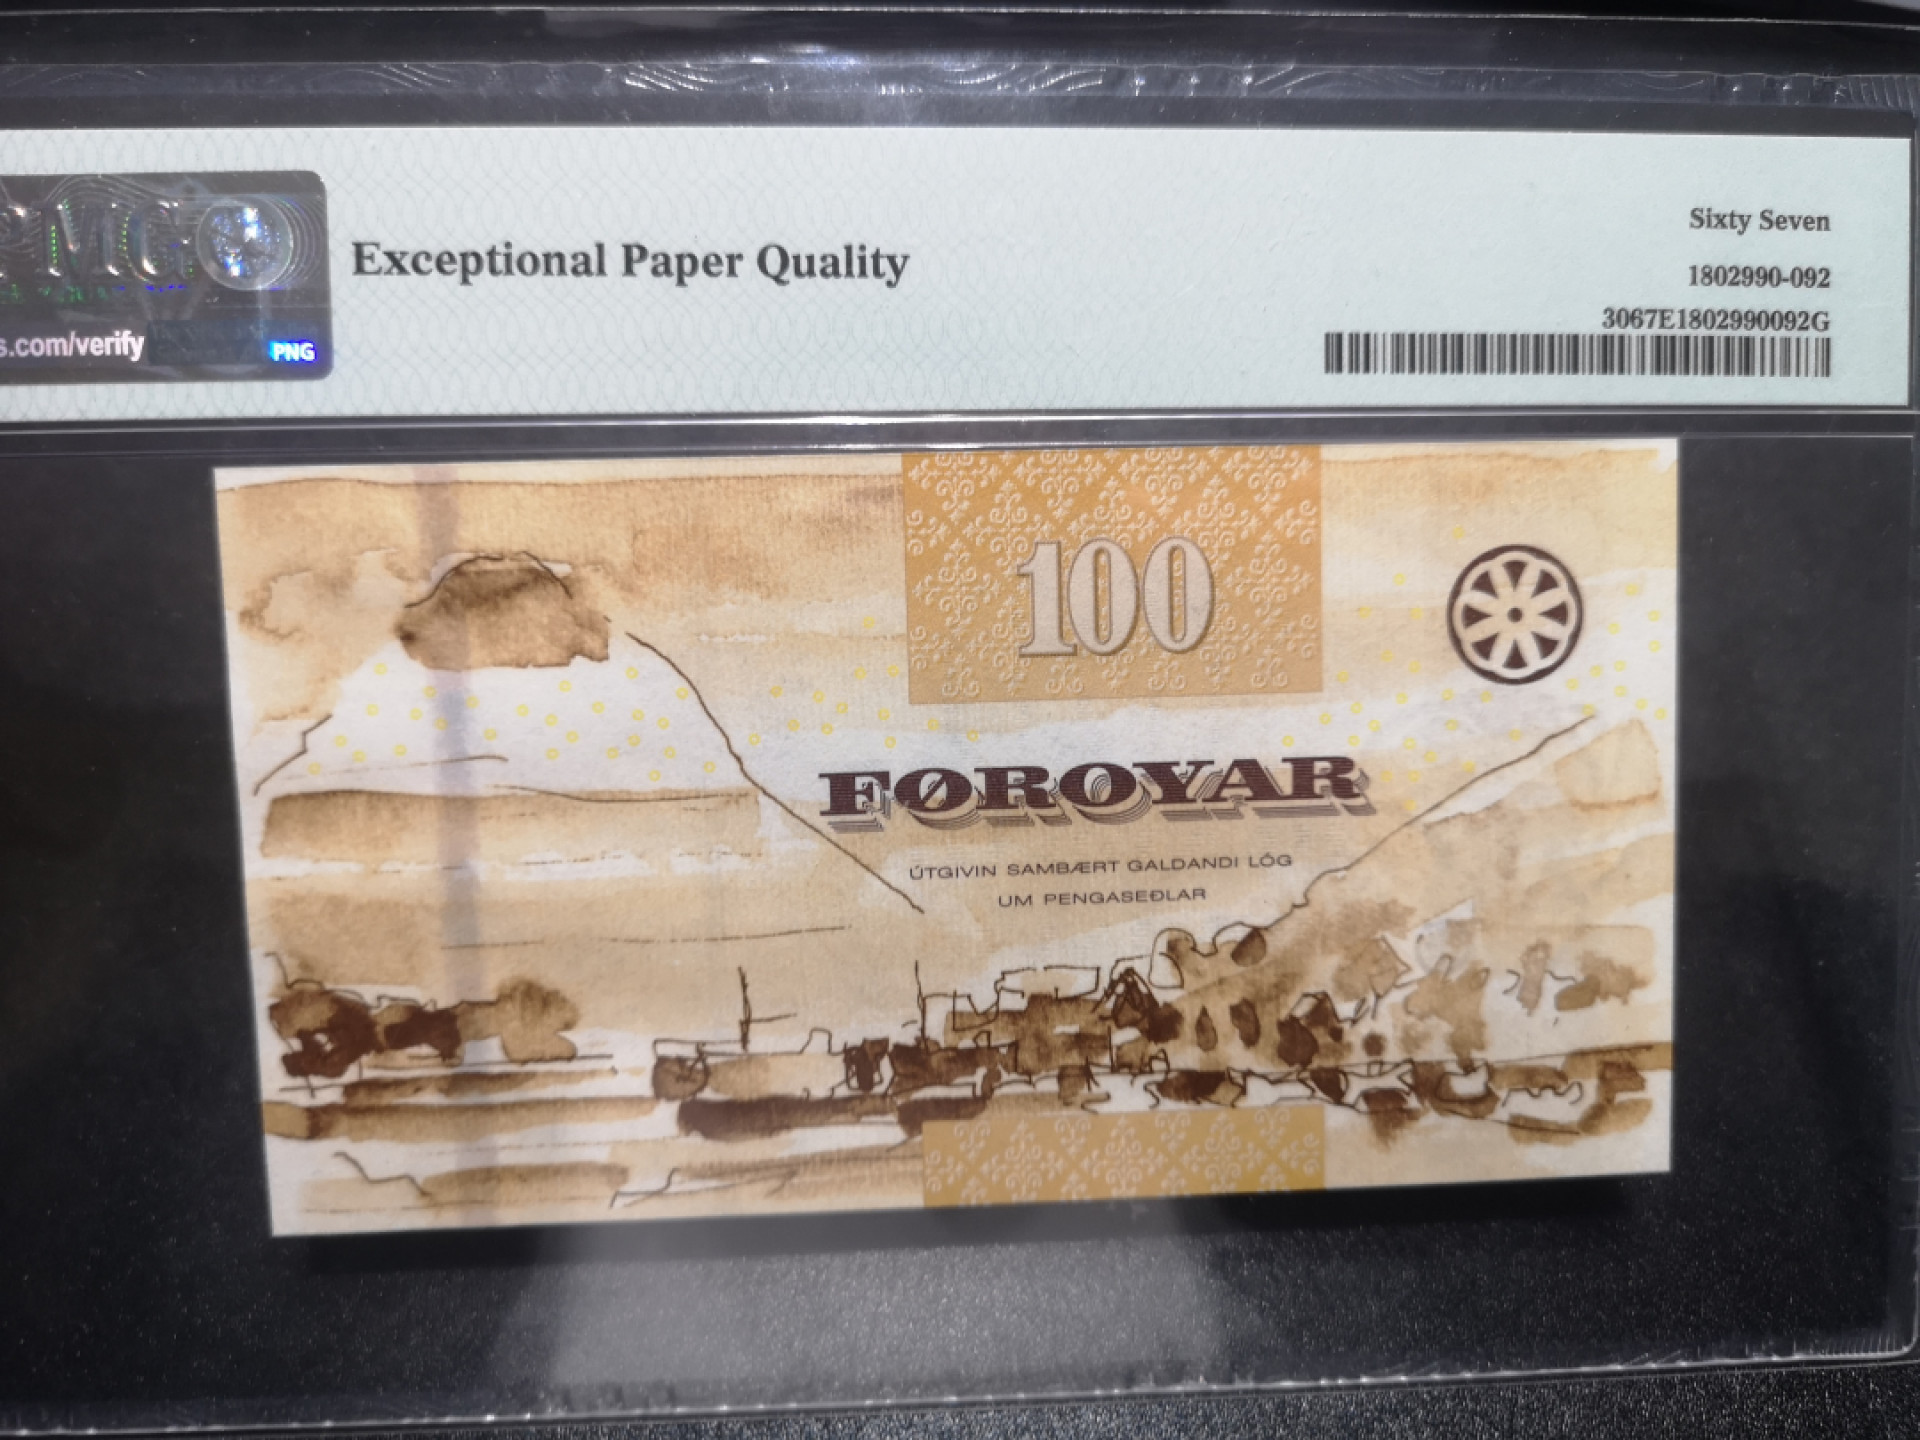 PMG
s.com/verify
PNG
Exceptional Paper Quality
Sixty Seven
1802990-092
3067E1802990092G
100
FØROYAR
ÚTGIVIN SAMBÆRT GALDANDI LÓG
UM PENGASEÐLAR